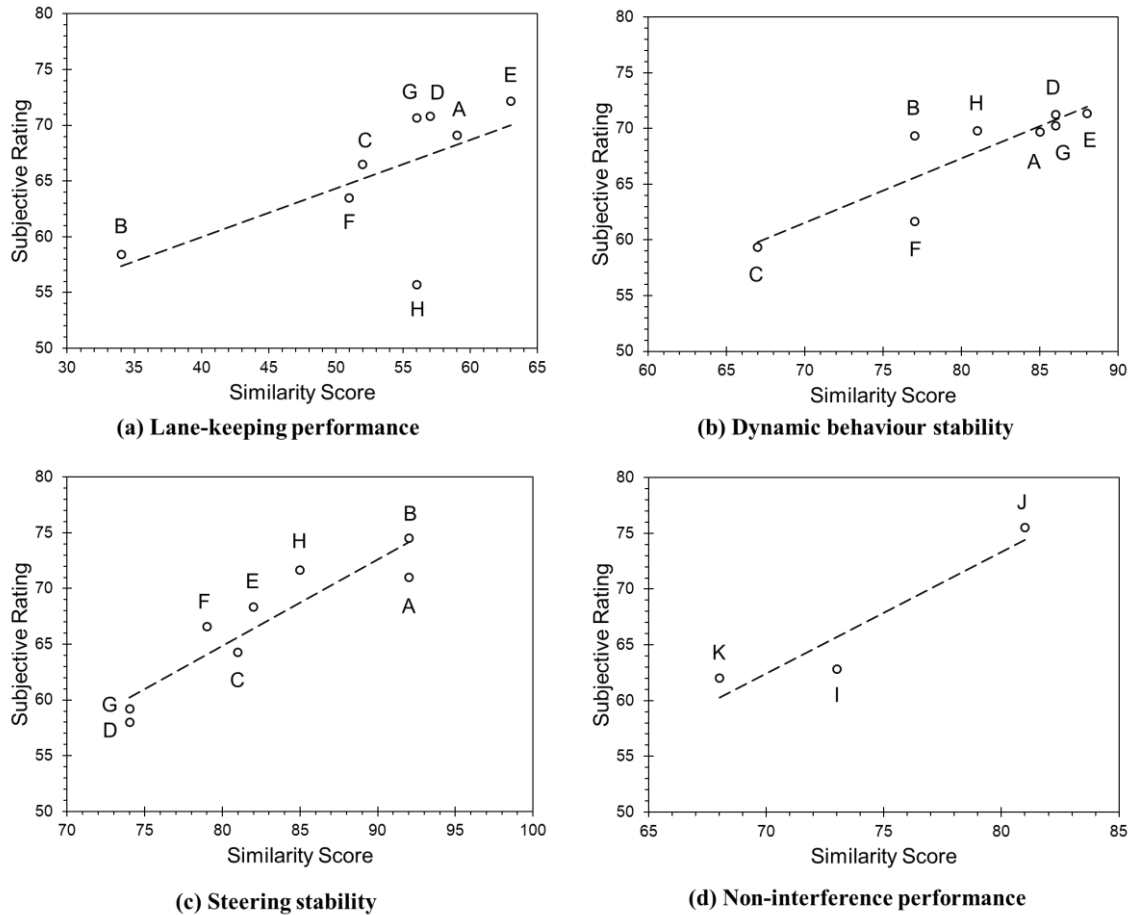 80
75
70
65
60
55
50
Subjective Rating
E
G
D
A
C
F
B
H
30
35
40
45
50
55
60
65
Similarity Score
(a) Lane-keeping performance
80
75
70
65
60
55
50
Subjective Rating
D
B
H
E
A
G
F
C
60
65
70
75
80
85
90
Similarity Score
(b) Dynamic behaviour stability
80
75
70
65
60
55
50
Subjective Rating
B
H
E
F
A
C
G
D
70
75
80
85
90
95
100
Similarity Score
(c) Steering stability
80
75
70
65
60
55
50
Subjective Rating
J
K
I
65
70
75
80
85
Similarity Score
(d) Non-interference performance